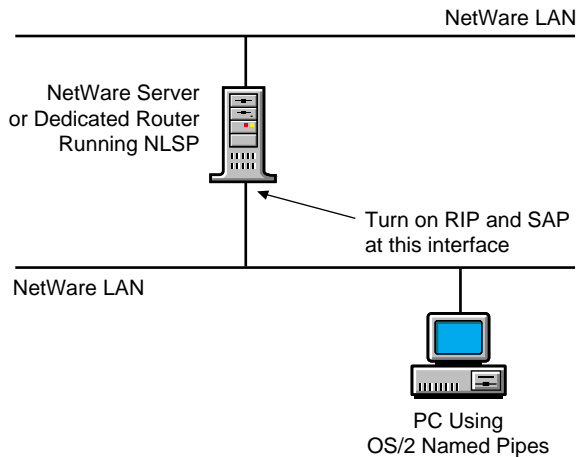 NetWare LAN
NetWare Server
or Dedicated Router
Running NLSP
Turn on RIP and SAP
at this interface
NetWare LAN
PC Using
OS/2 Named Pipes